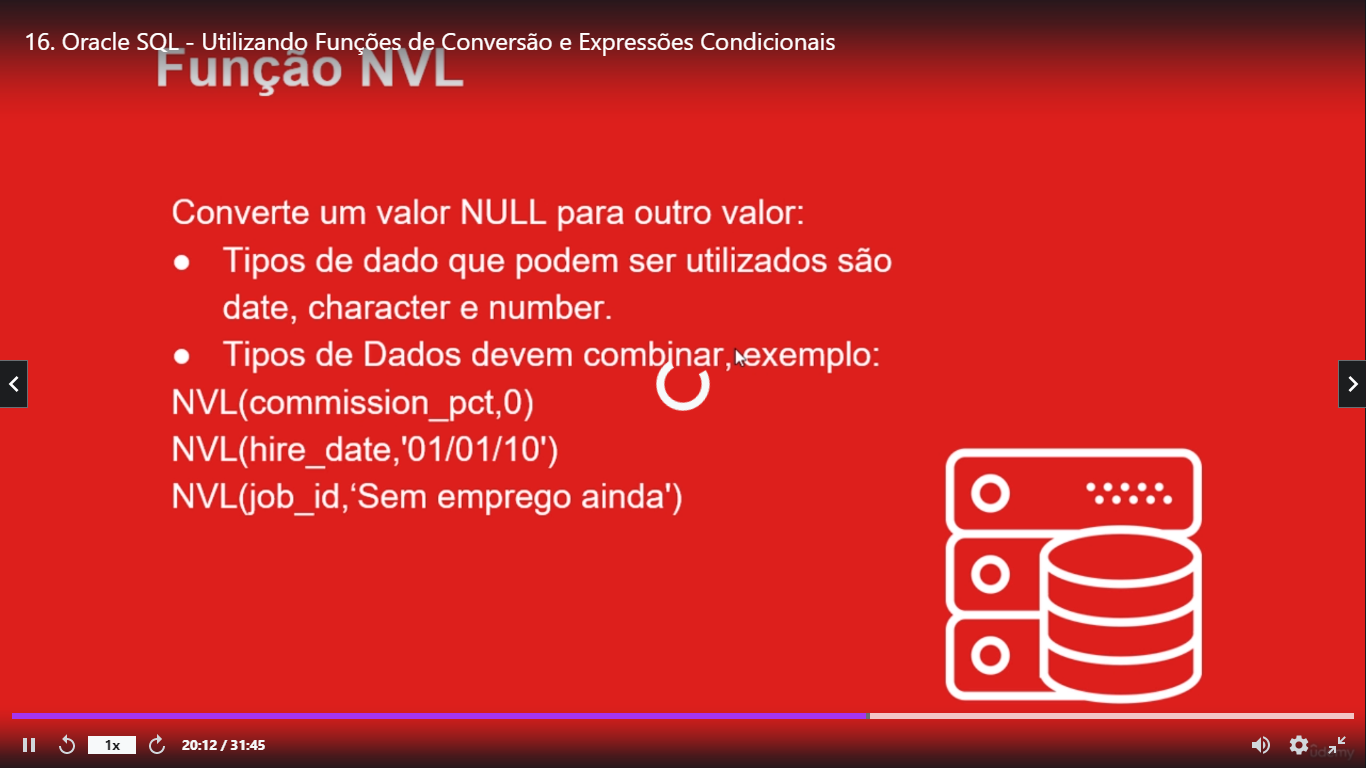 16. Oracle SQL - Utilizando Funções de Conversão e Expressões Condicionais
Função NVL
Converte um valor NULL para outro valor:
● Tipos de dado que podem ser utilizados são
date, character e number.
● Tipos de Dados devem combinar, exemplo:
NVL(commission_pct,0)
NVL(hire_date,'01/01/10')
NVL(job_id,‘Sem emprego ainda')
1x
20:12 / 31:45
ûdemy